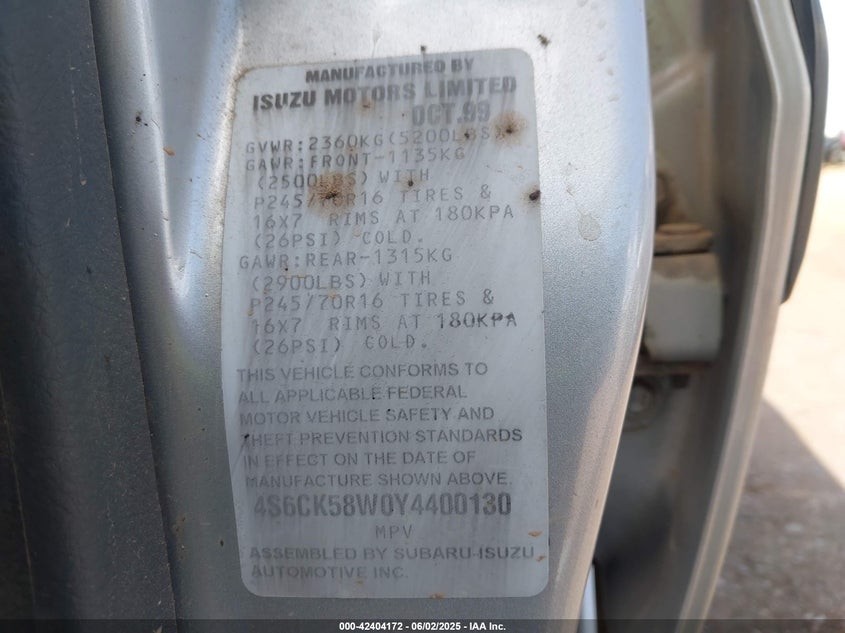 MANUFACTURED BY
ISUZU MOTORS LIMITED
OCT.99
GVWR:2360KG(5200LBS)
GAWR:FRONT-1135KG
(2500LBS) WITH
P245/70R16 TIRES &
16X7 RIMS AT 180KPA
(26PSI) COLD.
GAWR:REAR-1315KG
(2900LBS) WITH
P245/70R16 TIRES &
16X7 RIMS AT 180KPA
(26PSI) COLD.
THIS VEHICLE CONFORMS TO
ALL APPLICABLE FEDERAL
MOTOR VEHICLE SAFETY AND
THEFT PREVENTION STANDARDS
IN EFFECT ON THE DATE OF
MANUFACTURE SHOWN ABOVE.
4S6CK58W0Y4400130
MPV
ASSEMBLED BY SUBARU-ISUZU
AUTOMOTIVE INC.
000-42404172 - 06/02/2025 - IAA Inc.